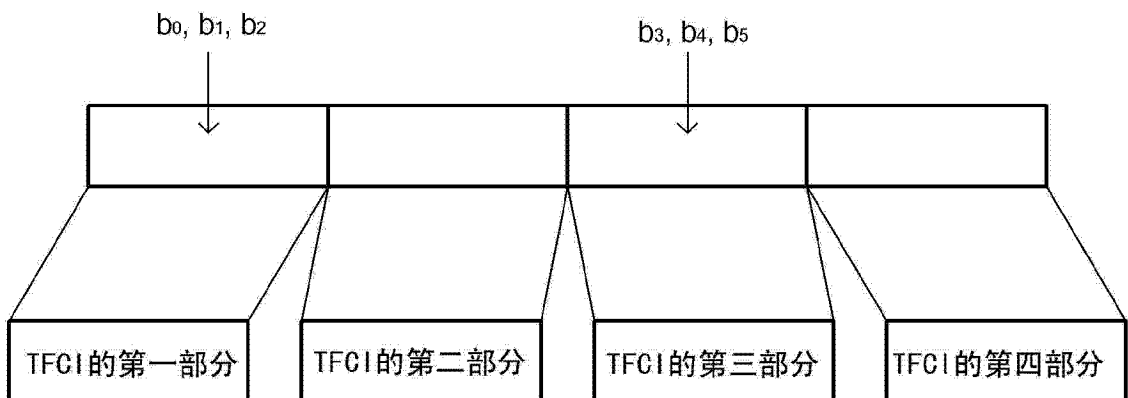 b₀, b₁, b₂
b₃, b₄, b₅
TFCI的第一部分
TFCI的第二部分
TFCI的第三部分
TFCI的第四部分